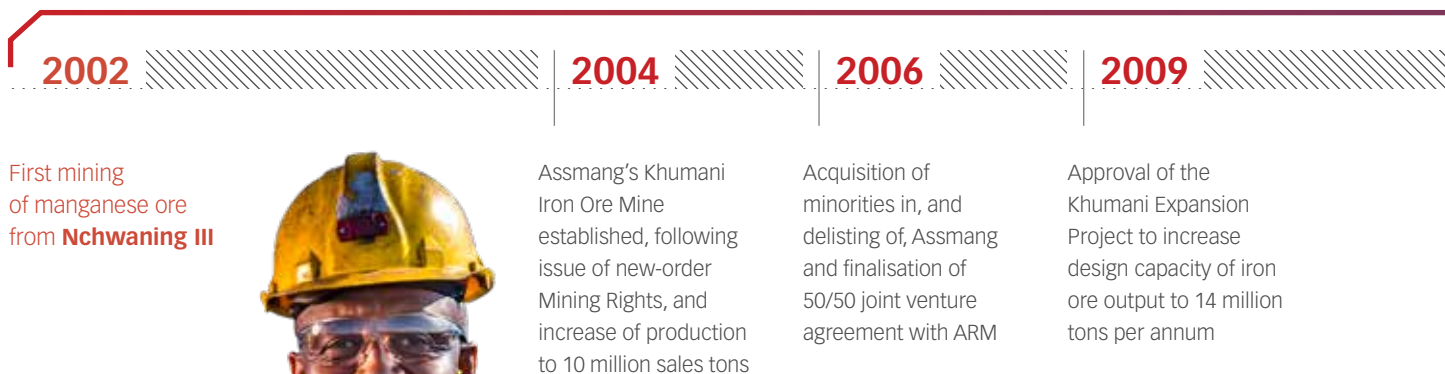 2002
First mining
of manganese ore
from Nchwaning III
2004
Assmang’s Khumani
Iron Ore Mine
established, following
issue of new-order
Mining Rights, and
increase of production
to 10 million sales tons
2006
Acquisition of
minorities in, and
delisting of, Assmang
and finalisation of
50/50 joint venture
agreement with ARM
2009
Approval of the
Khumani Expansion
Project to increase
design capacity of iron
ore output to 14 million
tons per annum